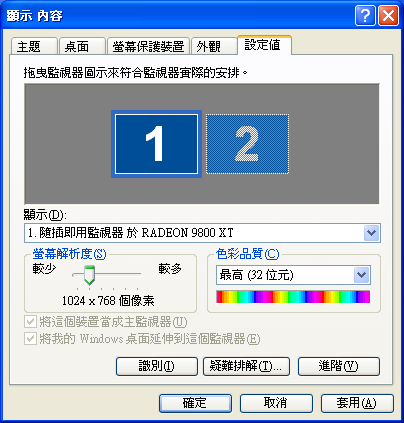 顯示 內容
主題 桌面 螢幕保護裝置 外觀 設定值
拖曳監視器圖示來符合監視器實際的安排。
1 2
顯示(D):
1. 隨插即用監視器 於 RADEON 9800 XT
螢幕解析度(S) 色彩品質(C)
較少 較多 最高 (32 位元)
1024 x 768 個像素
將這個裝置當成主監視器(U)
將我的 Windows 桌面延伸到這個監視器(E)
識別(I) 疑難排解(T)... 進階(V)
確定 取消 套用(A)